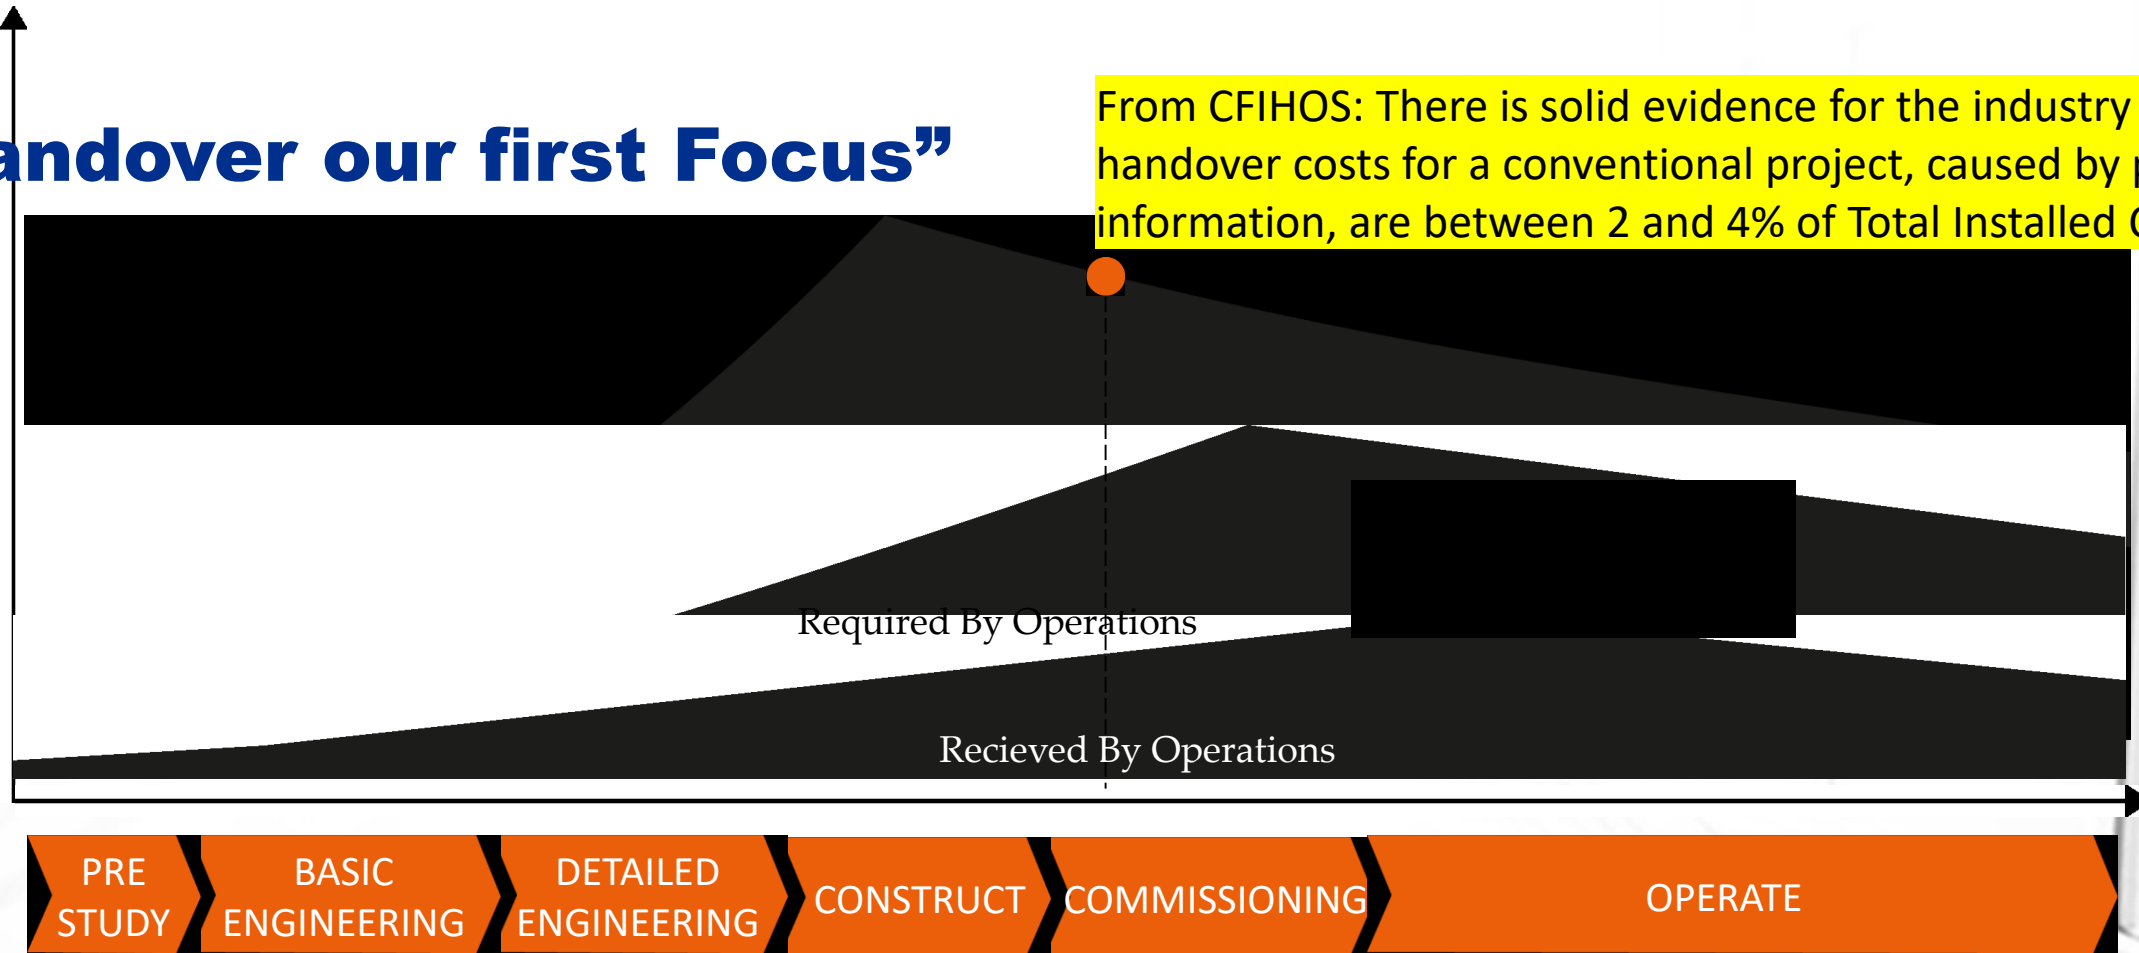 andover our first Focus”
From CFIHOS: There is solid evidence for the industry
handover costs for a conventional project, caused by
information, are between 2 and 4% of Total Installed
Required By Operations
Recieved By Operations
PRE
STUDY
BASIC
ENGINEERING
DETAILED
ENGINEERING
CONSTRUCT
COMMISSIONING
OPERATE